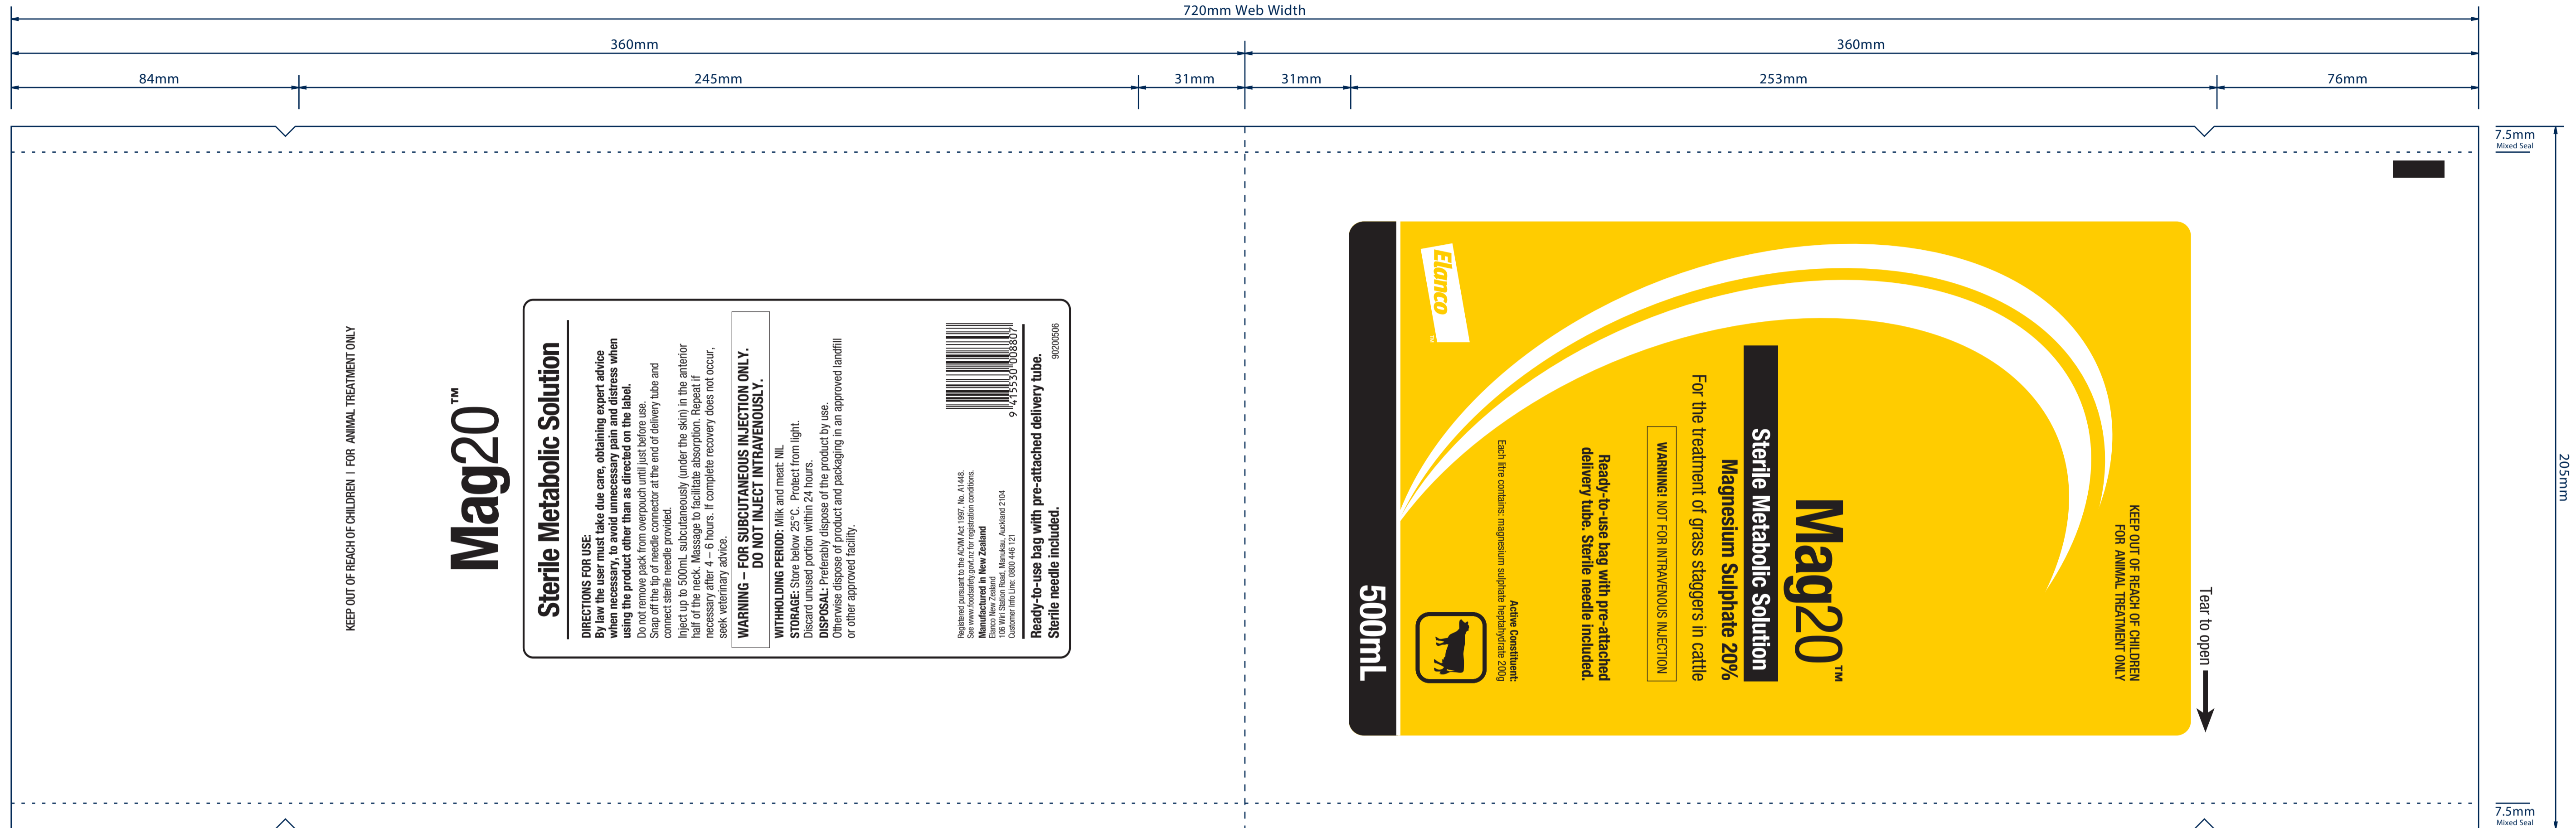 720mm Web Width
360mm
360mm
84mm
245mm
31mm
31mm
253mm
76mm
7.5mm
Mixed Seal
205mm
7.5mm
Mixed Seal
KEEP OUT OF REACH OF CHILDREN | FOR ANIMAL TREATMENT ONLY
Mag20™
Sterile Metabolic Solution
DIRECTIONS FOR USE:
By law the user must take due care, obtaining expert advice
when necessary, to avoid unnecessary pain and distress when
using the product other than as directed on the label.
Do not remove pack from overpouch until just before use.
Snap off the tip of needle connector at the end of delivery tube and
connect sterile needle provided.
Inject up to 500mL subcutaneously (under the skin) in the anterior
half of the neck. Massage to facilitate absorption. Repeat if
necessary after 4 – 6 hours. If complete recovery does not occur,
seek veterinary advice.
WARNING – FOR SUBCUTANEOUS INJECTION ONLY.
DO NOT INJECT INTRAVENOUSLY.
WITHHOLDING PERIOD: Milk and meat: NIL
STORAGE: Store below 25°C. Protect from light.
Discard unused portion within 24 hours.
DISPOSAL: Preferably dispose of the product by use.
Otherwise dispose of product and packaging in an approved landfill
or other approved facility.
Registered pursuant to the ACVM Act 1997, No. A1448.
See www.foodsafety.govt.nz for registration conditions.
Manufactured in New Zealand
Elanco New Zealand
106 Wiri Station Road, Manukau, Auckland 2104
Customer Info Line: 0800 446 121
9 415530 008807
Ready-to-use bag with pre-attached delivery tube.
Sterile needle included.
90200506
KEEP OUT OF REACH OF CHILDREN
FOR ANIMAL TREATMENT ONLY
Mag20™
Sterile Metabolic Solution
Magnesium Sulphate 20%
For the treatment of grass staggers in cattle
WARNING! NOT FOR INTRAVENOUS INJECTION
Ready-to-use bag with pre-attached
delivery tube. Sterile needle included.
Active Constituent:
Each litre contains: magnesium sulphate heptahydrate 200g
Elanco™
500mL
Tear to open